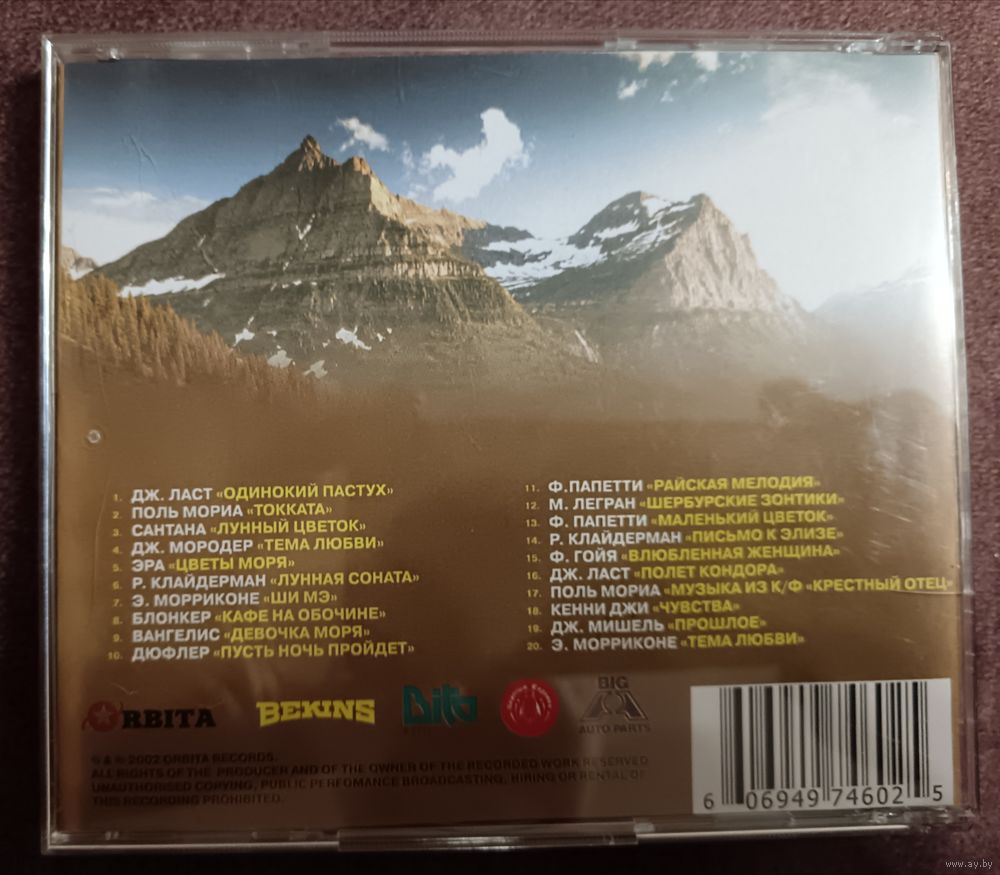 1. ДЖ. ЛАСТ «ОДИНОКИЙ ПАСТУХ»
2. ПОЛЬ МОРИА «ТОККАТА»
3. САНТАНА «ЛУННЫЙ ЦВЕТОК»
4. ДЖ. МОРОДЕР «ТЕМА ЛЮБВИ»
5. ЭРА «ЦВЕТЫ МОРЯ»
6. Р. КЛАЙДЕРМАН «ЛУННАЯ СОНАТА»
7. Э. МОРРИКОНЕ «ШИ МЭ»
8. БЛОНКЕР «КАФЕ НА ОБОЧИНЕ»
9. ВАНГЕЛИС «ДЕВОЧКА МОРЯ»
10. ДЮФЛЕР «ПУСТЬ НОЧЬ ПРОЙДЕТ»
11. Ф.ПАПЕТТИ «РАЙСКАЯ МЕЛОДИЯ»
12. М. ЛЕГРАН «ШЕРБУРСКИЕ ЗОНТИКИ»
13. Ф. ПАПЕТТИ «МАЛЕНЬКИЙ ЦВЕТОК»
14. Р. КЛАЙДЕРМАН «ПИСЬМО К ЭЛИЗЕ»
15. Ф. ГОЙЯ «ВЛЮБЛЕННАЯ ЖЕНЩИНА»
16. ДЖ. ЛАСТ «ПОЛЕТ КОНДОРА»
17. ПОЛЬ МОРИА «МУЗЫКА ИЗ К/Ф «КРЕСТНЫЙ ОТЕЦ»
18. КЕННИ ДЖИ «ЧУВСТВА»
19. ДЖ. МИШЕЛЬ «ПРОШЛОЕ»
20. Э. МОРРИКОНЕ «ТЕМА ЛЮБВИ»
ORBITA
BEKINS
BIG
AUTO PARTS
© & ℗ 2002 ORBITA RECORDS.
ALL RIGHTS OF THE PRODUCER AND OF THE OWNER OF THE RECORDED WORK RESERVED
UNAUTHORISED COPYING, PUBLIC PERFOMANCE BROADCASTING, HIRING OR RENTAL OF
THIS RECORDING PROHIBITED.
6 06949 74602 5
www.ay.by